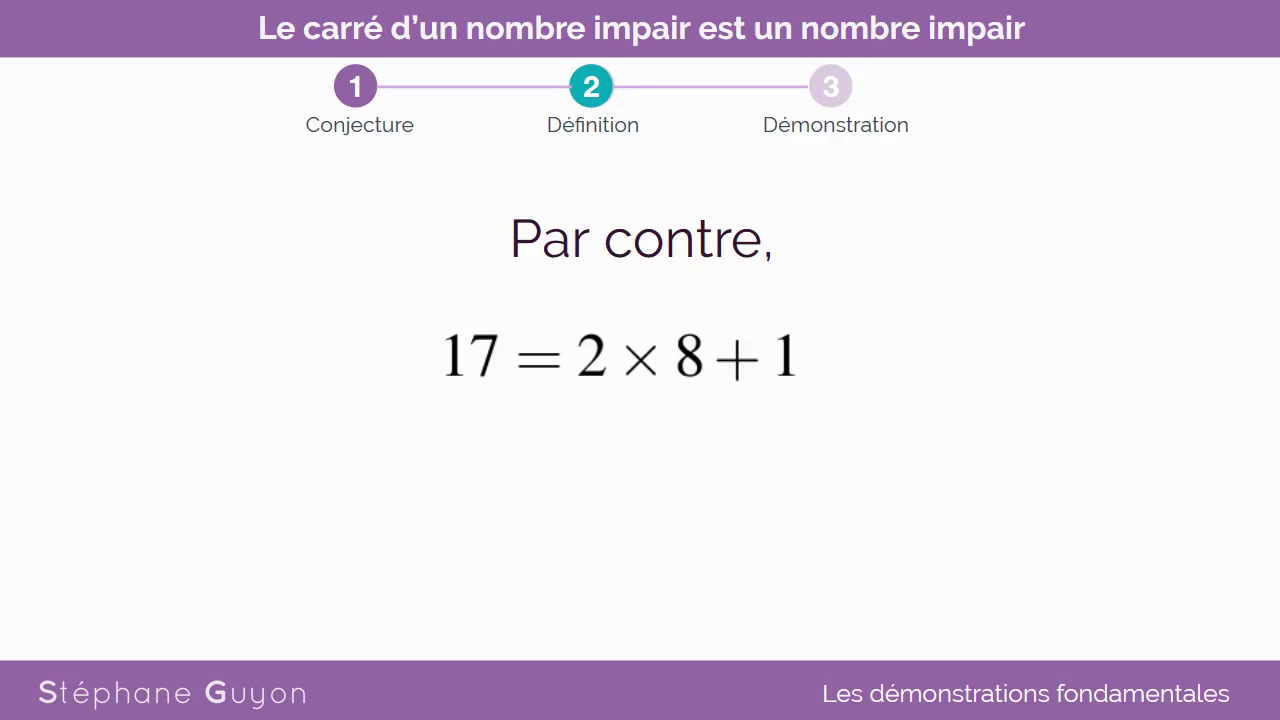 Le carré d’un nombre impair est un nombre impair
1 2 3
Conjecture Définition Démonstration
Par contre,
17 = 2 × 8 + 1
Stéphane Guyon Les démonstrations fondamentales